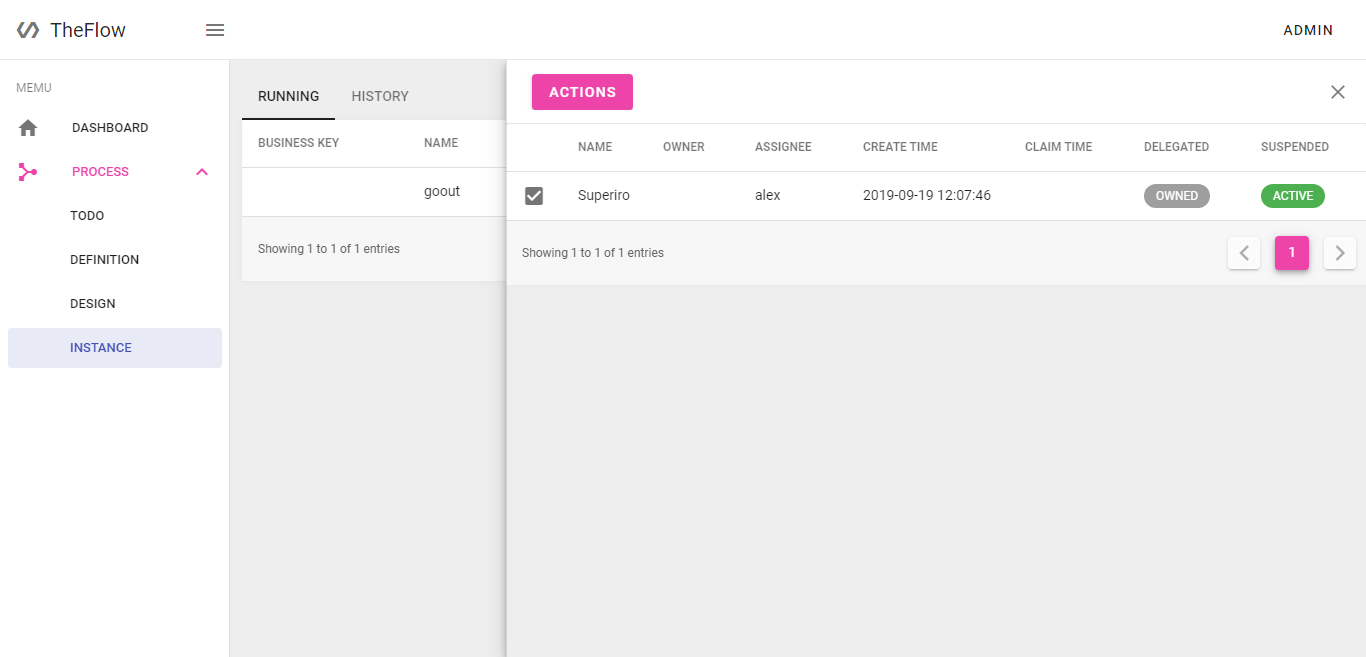 TheFlow
ADMIN
MEMU
DASHBOARD
PROCESS
TODO
DEFINITION
DESIGN
INSTANCE
RUNNING HISTORY
BUSINESS KEY NAME
goout
Showing 1 to 1 of 1 entries
ACTIONS
NAME OWNER ASSIGNEE CREATE TIME CLAIM TIME DELEGATED SUSPENDED
Superiro alex 2019-09-19 12:07:46 OWNED ACTIVE
Showing 1 to 1 of 1 entries
1